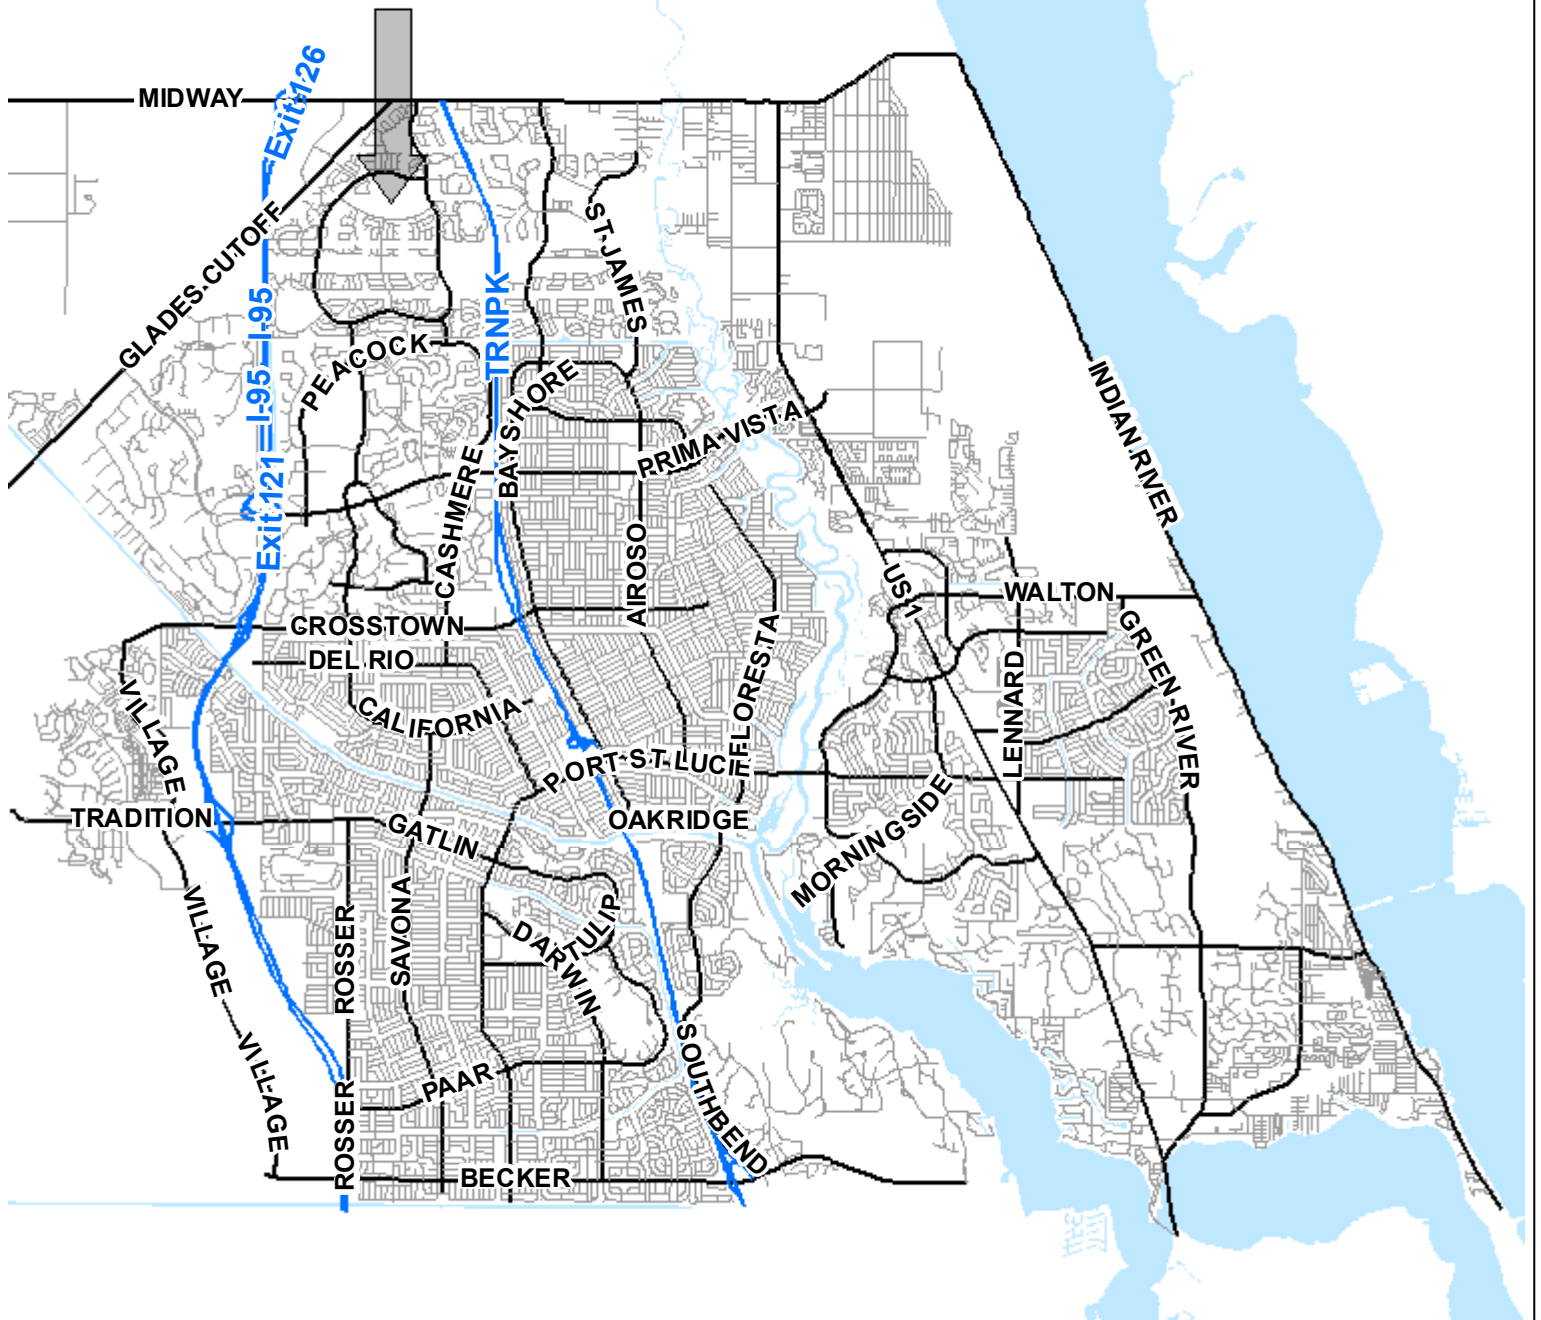 MIDWAY
Exit 126
GLADES CUTOFF
ST JAMES
I-95
I-95
TRNPK
PEACOCK
BAYSHORE
INDIAN RIVER
PRIMA VISTA
CASHMERE
Exit 121
AIROSO
US 1
WALTON
CROSSTOWN
DEL RIO
FLORESTA
GREEN RIVER
LENNARD
CALIFORNIA
VILLAGE
PORT ST LUCIE
TRADITION
GATLIN
OAKRIDGE
MORNINGSIDE
VILLAGE
ROSSER
SAVONA
TULIP
DARWIN
VILLAGE
SOUTHBEND
PAAR
ROSSER
BECKER